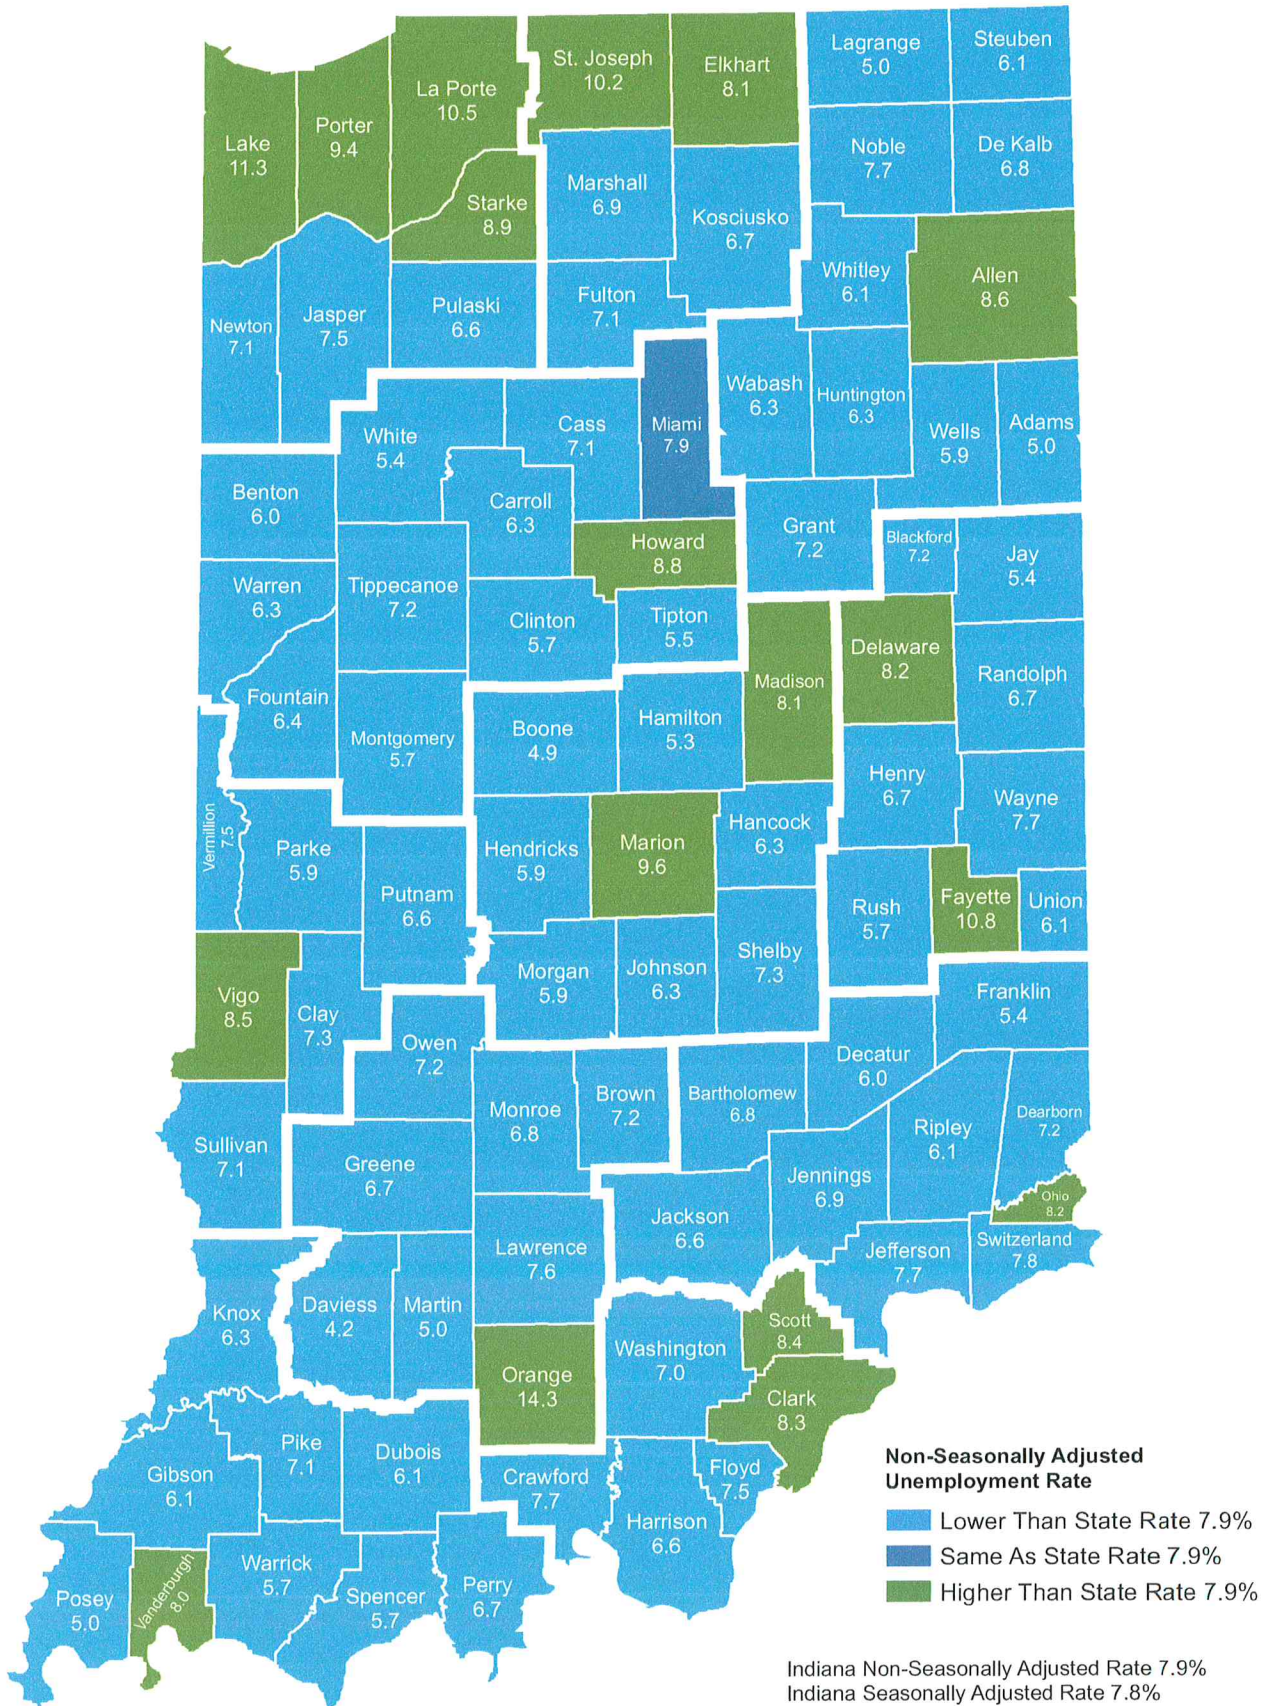 Lagrange
5.0
Steuben
6.1
St. Joseph
10.2
Elkhart
8.1
La Porte
10.5
Porter
9.4
Lake
11.3
Noble
7.7
De Kalb
6.8
Marshall
6.9
Starke
8.9
Kosciusko
6.7
Whitley
6.1
Allen
8.6
Newton
7.1
Jasper
7.5
Pulaski
6.6
Fulton
7.1
Wabash
6.3
Huntington
6.3
Wells
5.9
Adams
5.0
White
5.4
Cass
7.1
Miami
7.9
Benton
6.0
Carroll
6.3
Grant
7.2
Blackford
7.2
Jay
5.4
Howard
8.8
Warren
6.3
Tippecanoe
7.2
Clinton
5.7
Tipton
5.5
Madison
8.1
Delaware
8.2
Randolph
6.7
Fountain
6.4
Montgomery
5.7
Boone
4.9
Hamilton
5.3
Henry
6.7
Wayne
7.7
Vermillion
7.5
Parke
5.9
Putnam
6.6
Hendricks
5.9
Marion
9.6
Hancock
6.3
Rush
5.7
Fayette
10.8
Union
6.1
Vigo
8.5
Clay
7.3
Morgan
5.9
Johnson
6.3
Shelby
7.3
Franklin
5.4
Owen
7.2
Decatur
6.0
Monroe
6.8
Brown
7.2
Bartholomew
6.8
Ripley
6.1
Dearborn
7.2
Sullivan
7.1
Greene
6.7
Jennings
6.9
Ohio
8.2
Jackson
6.6
Lawrence
7.6
Jefferson
7.7
Switzerland
7.8
Knox
6.3
Daviess
4.2
Martin
5.0
Washington
7.0
Scott
8.4
Orange
14.3
Clark
8.3
Pike
7.1
Dubois
6.1
Gibson
6.1
Crawford
7.7
Floyd
7.5
Harrison
6.6
Posey
5.0
Vanderburgh
8.0
Warrick
5.7
Spencer
5.7
Perry
6.7
Non-Seasonally Adjusted
Unemployment Rate
Lower Than State Rate 7.9%
Same As State Rate 7.9%
Higher Than State Rate 7.9%
Indiana Non-Seasonally Adjusted Rate 7.9%
Indiana Seasonally Adjusted Rate 7.8%